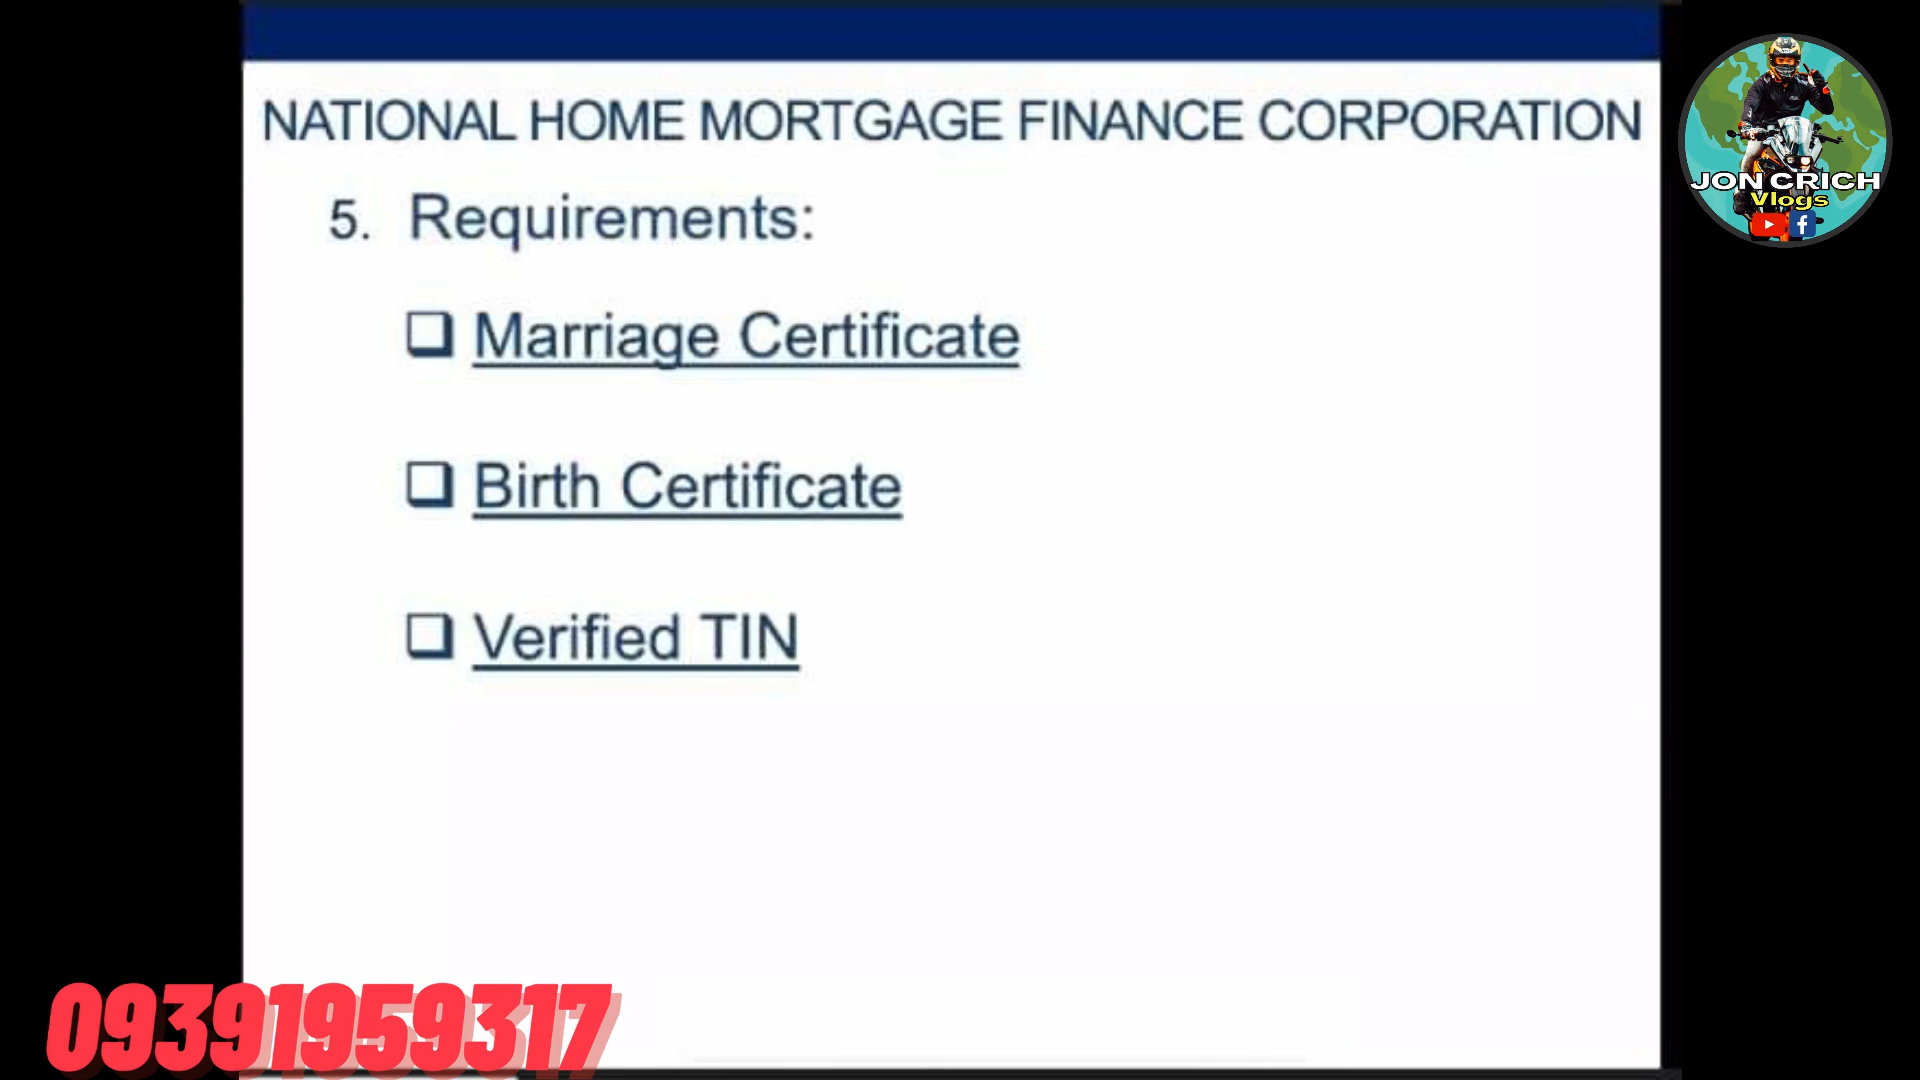 NATIONAL HOME MORTGAGE FINANCE CORPORATION
JON CRICH
Vlogs
5. Requirements:
Marriage Certificate
Birth Certificate
Verified TIN
09391959317